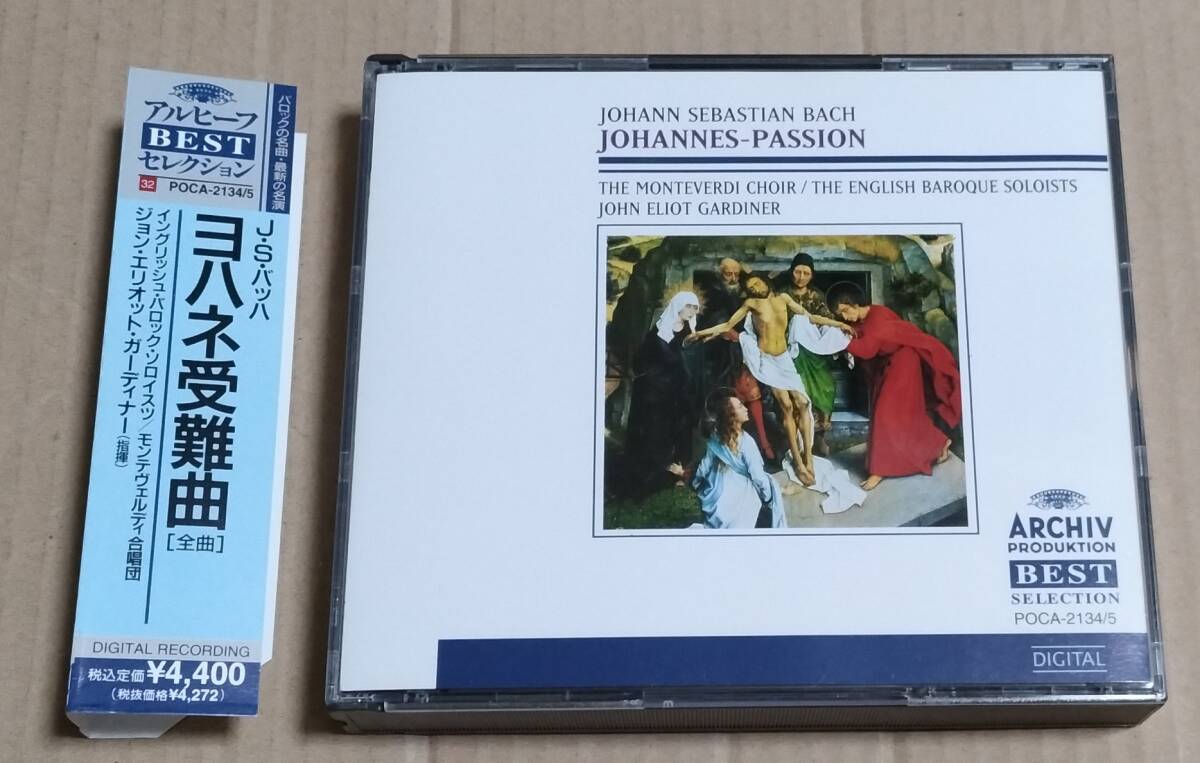 アルヒーフ
BEST
セレクション
32
POCA-2134/5
バロックの名曲・最新の名演
J・S・バッハ
ヨハネ受難曲
[全曲]
イングリッシュ・バロック・ソロイスツ/モンテヴェルディ合唱団
ジョン・エリオット・ガーディナー(指揮)
DIGITAL RECORDING
税込定価¥4,400
(税抜価格¥4,272)
JOHANN SEBASTIAN BACH
JOHANNES-PASSION
THE MONTEVERDI CHOIR / THE ENGLISH BAROQUE SOLOISTS
JOHN ELIOT GARDINER
ARCHIV
PRODUKTION
BEST
SELECTION
POCA-2134/5
DIGITAL